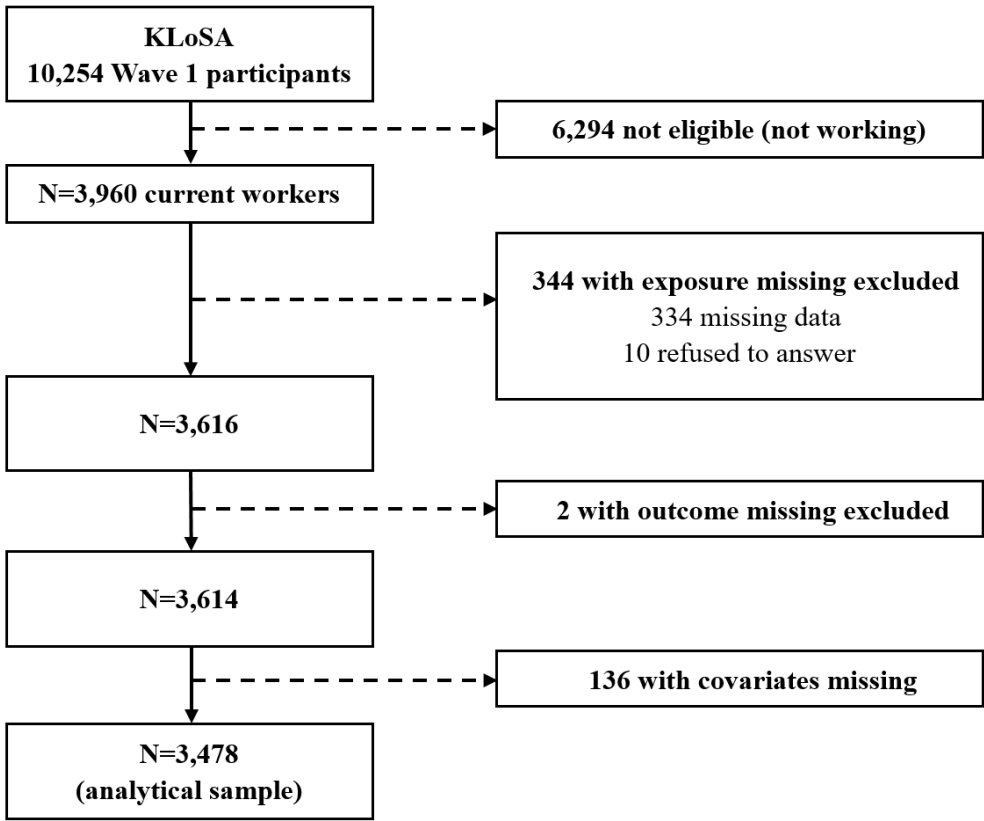 KLoSA
10,254 Wave 1 participants
6,294 not eligible (not working)
N=3,960 current workers
344 with exposure missing excluded
334 missing data
10 refused to answer
N=3,616
2 with outcome missing excluded
N=3,614
136 with covariates missing
N=3,478
(analytical sample)